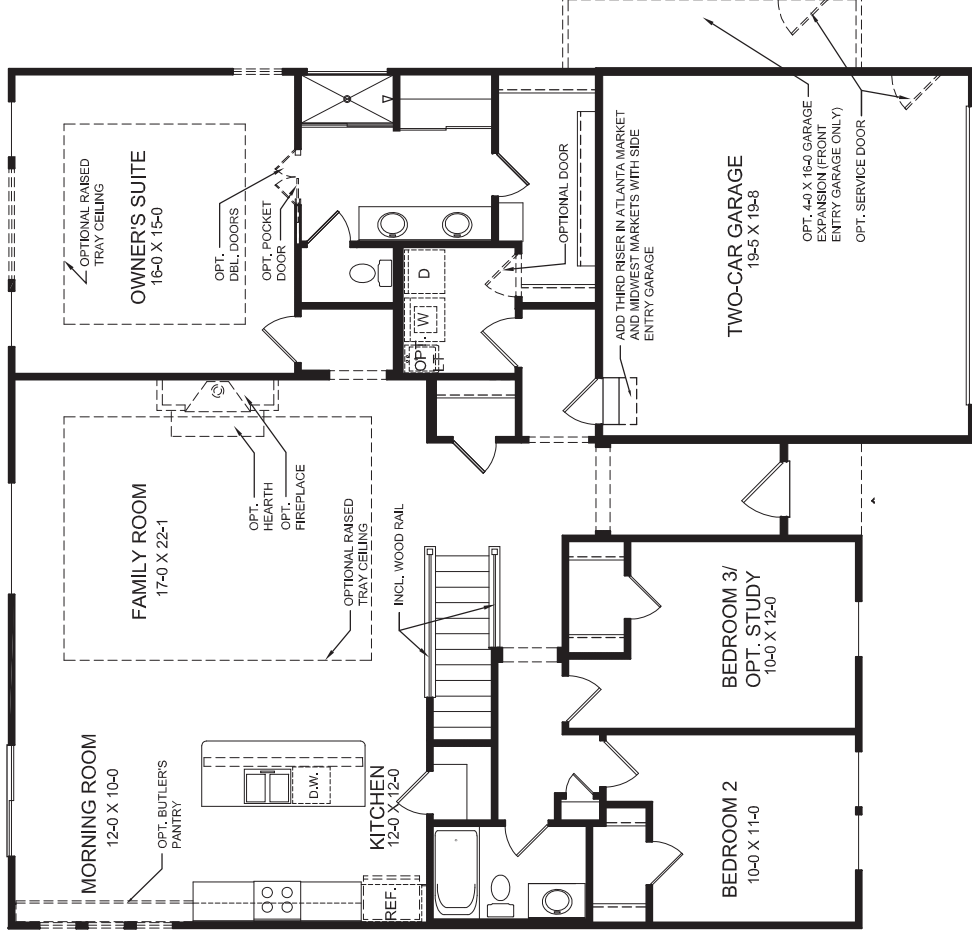 OPTIONAL RAISED
TRAY CEILING
OWNER'S SUITE
16-0 X 15-0
OPT.
DBL. DOORS
OPT. POCKET
DOOR
D
W
OPT.
LT
OPTIONAL DOOR
ADD THIRD RISER IN ATLANTA MARKET
AND MIDWEST MARKETS WITH SIDE
ENTRY GARAGE
TWO-CAR GARAGE
19-5 X 19-8
OPT. 4-0 X 16-0 GARAGE
EXPANSION (FRONT
ENTRY GARAGE ONLY)
OPT. SERVICE DOOR
FAMILY ROOM
17-0 X 22-1
OPT.
HEARTH
OPT.
FIREPLACE
OPTIONAL RAISED
TRAY CEILING
INCL. WOOD RAIL
MORNING ROOM
12-0 X 10-0
OPT. BUTLER'S
PANTRY
D.W.
KITCHEN
12-0 X 12-0
REF.
BEDROOM 3/
OPT. STUDY
10-0 X 12-0
BEDROOM 2
10-0 X 11-0